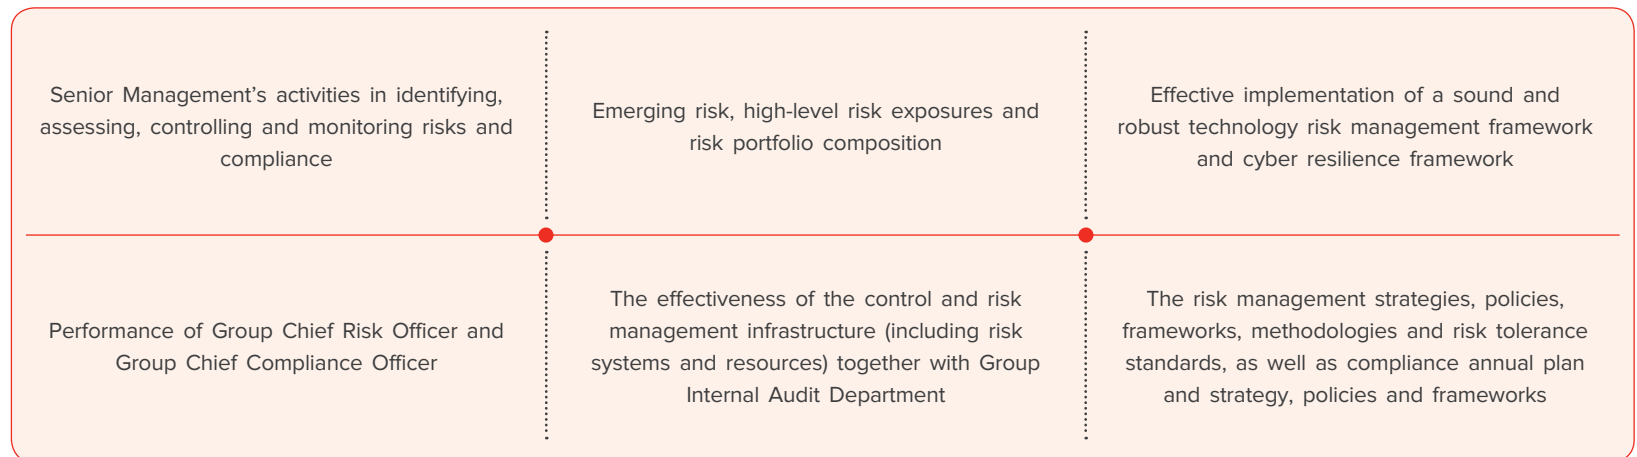 Senior Management’s activities in identifying,
assessing, controlling and monitoring risks and
compliance
Emerging risk, high-level risk exposures and
risk portfolio composition
Effective implementation of a sound and
robust technology risk management framework
and cyber resilience framework
Performance of Group Chief Risk Officer and
Group Chief Compliance Officer
The effectiveness of the control and risk
management infrastructure (including risk
systems and resources) together with Group
Internal Audit Department
The risk management strategies, policies,
frameworks, methodologies and risk tolerance
standards, as well as compliance annual plan
and strategy, policies and frameworks